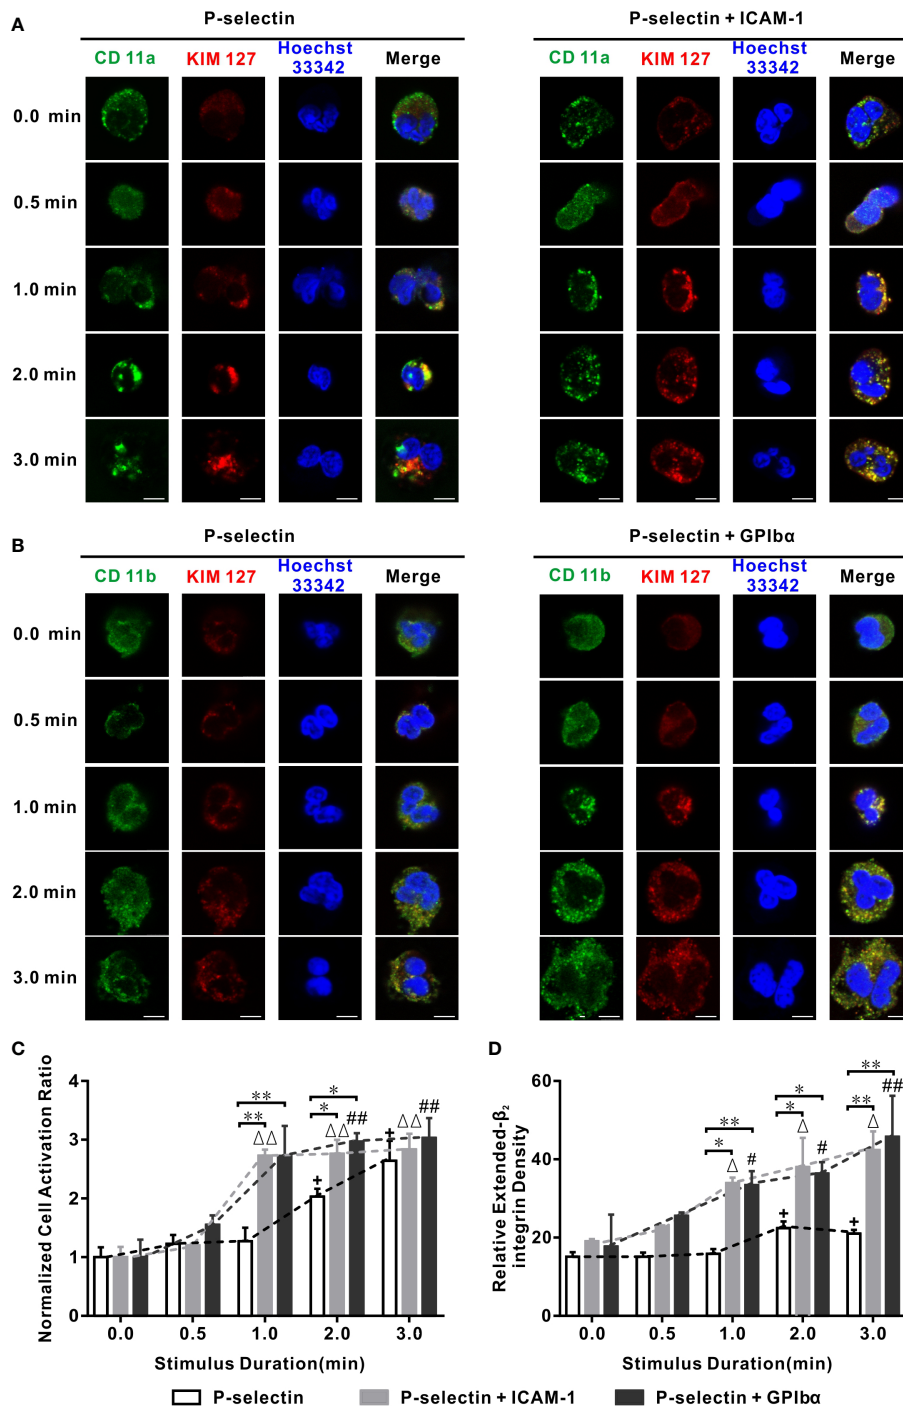 A
P-selectin
P-selectin + ICAM-1
CD 11a KIM 127 Hoechst 33342 Merge
CD 11a KIM 127 Hoechst 33342 Merge
0.0 min
0.5 min
1.0 min
2.0 min
3.0 min
B
P-selectin
P-selectin + GPIbα
CD 11b KIM 127 Hoechst 33342 Merge
CD 11b KIM 127 Hoechst 33342 Merge
0.0 min
0.5 min
1.0 min
2.0 min
3.0 min
C
Normalized Cell Activation Ratio
4
3
2
1
0
** ** △△
* * + △△ ##
+ △△ ##
0.0 0.5 1.0 2.0 3.0
Stimulus Duration(min)
D
Relative Extended-β₂
integrin Density
60
40
20
0
** * △ #
* * + △ #
** ** + △ ##
0.0 0.5 1.0 2.0 3.0
Stimulus Duration(min)
P-selectin P-selectin + ICAM-1 P-selectin + GPIbα